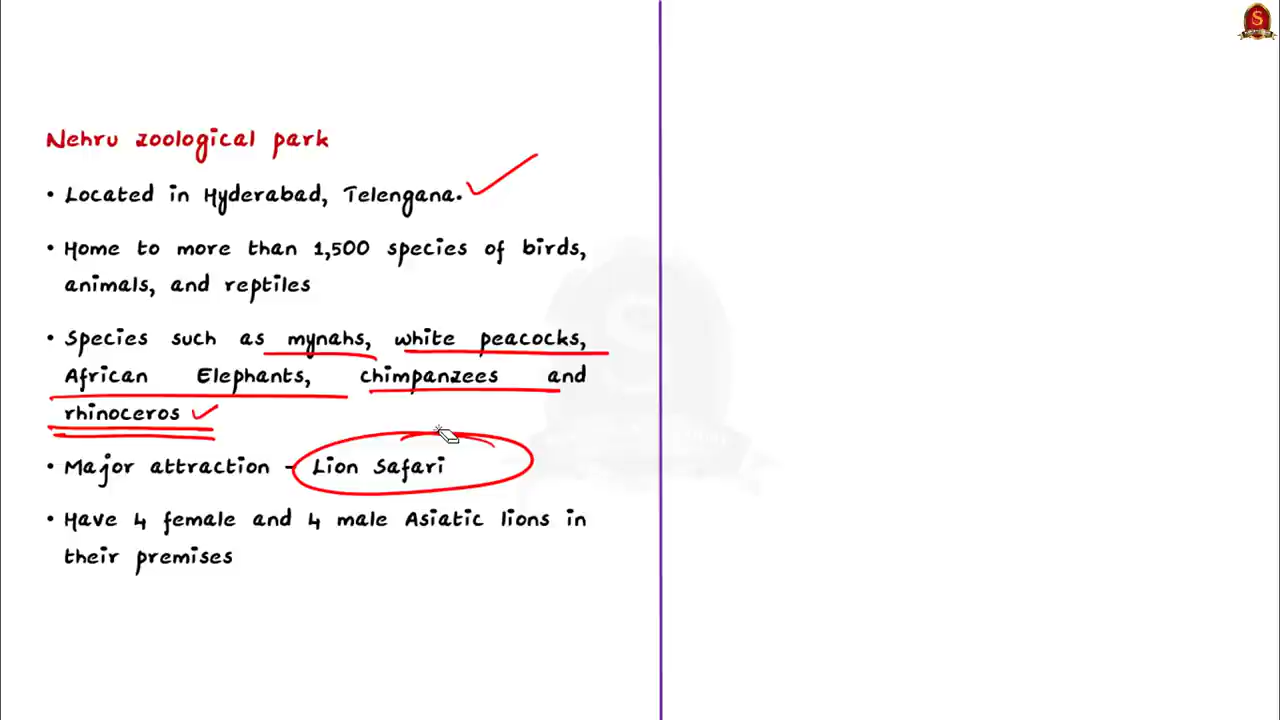 Nehru zoological park
• Located in Hyderabad, Telengana.
• Home to more than 1,500 species of birds,
animals, and reptiles
• Species such as mynahs, white peacocks,
African Elephants, chimpanzees and
rhinoceros
• Major attraction - Lion Safari
• Have 4 female and 4 male Asiatic lions in
their premises
S